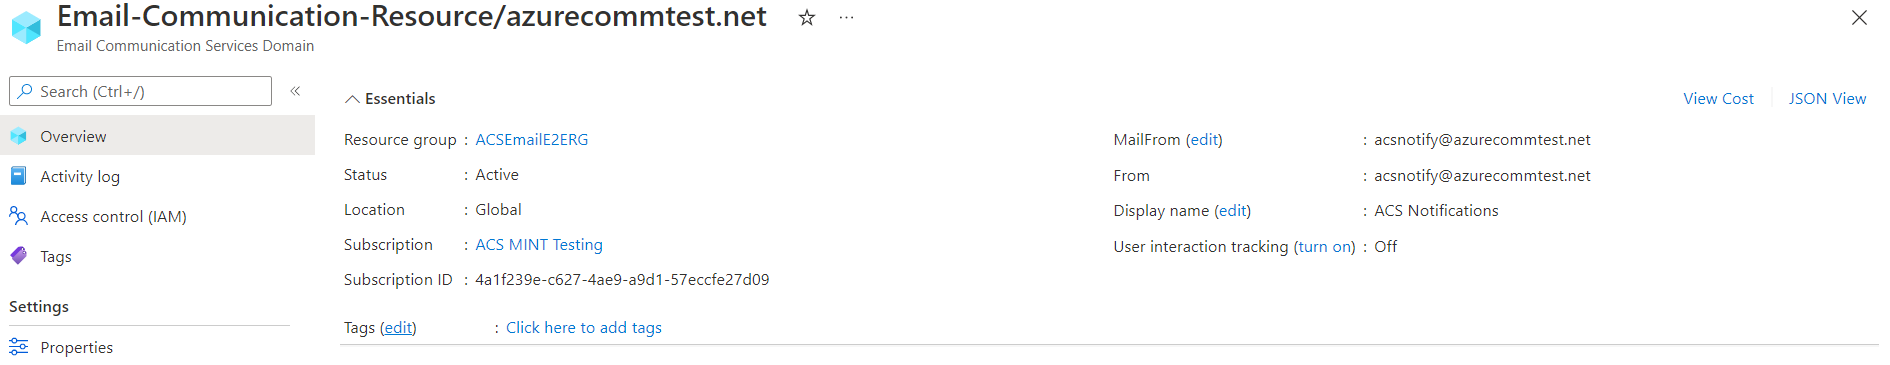 Email-Communication-Resource/azurecommtest.net
Email Communication Services Domain
Search (Ctrl+/)
Overview
Activity log
Access control (IAM)
Tags
Settings
Properties
Essentials
View Cost
JSON View
Resource group : ACSEmailE2ERG
Status : Active
Location : Global
Subscription : ACS MINT Testing
Subscription ID : 4a1f239e-c627-4ae9-a9d1-57eccfe27d09
Tags (edit) : Click here to add tags
MailFrom (edit) : acsnotify@azurecommtest.net
From : acsnotify@azurecommtest.net
Display name (edit) : ACS Notifications
User interaction tracking (turn on) : Off